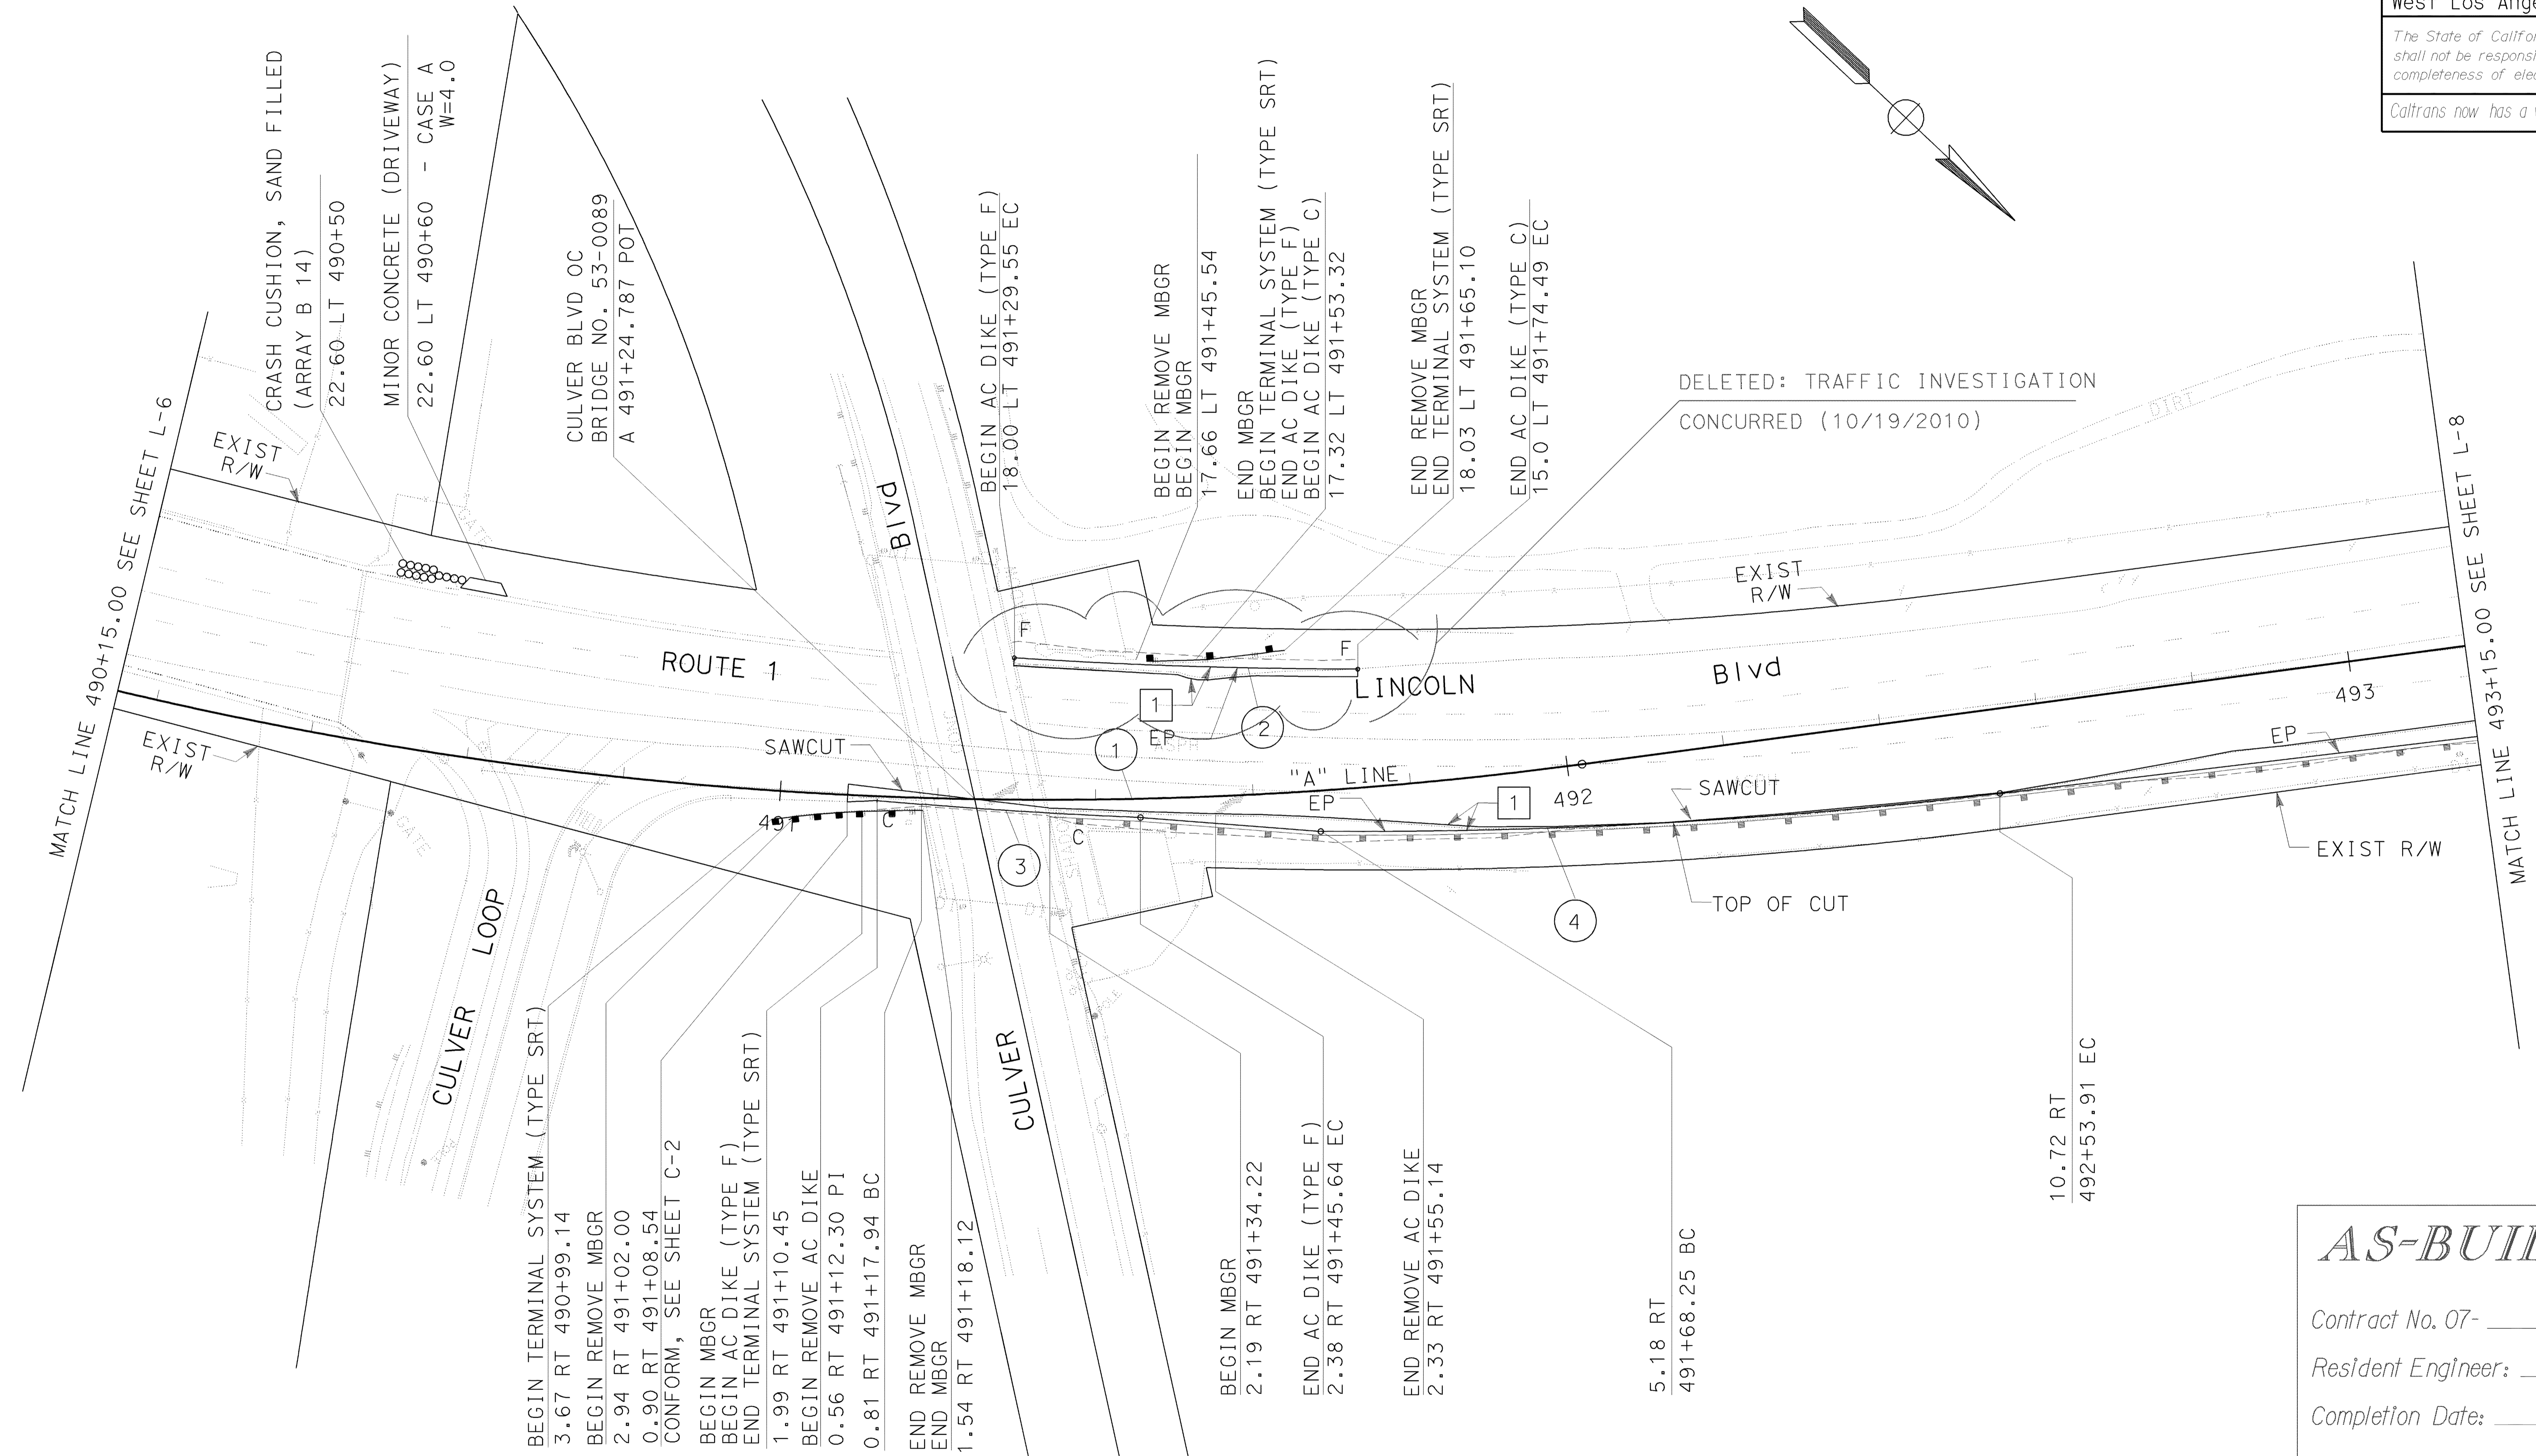 West Los Ange
The State of Califor
shall not be responsi
completeness of elec
Caltrans now has a
CRASH CUSHION, SAND FILLED
(ARRAY B 14)
22.60 LT 490+50
MINOR CONCRETE (DRIVEWAY)
22.60 LT 490+60 - CASE A
W=4.0
CULVER BLVD OC
BRIDGE NO. 53-0089
A 491+24.787 POT
BEGIN AC DIKE (TYPE F)
18.00 LT 491+29.55 EC
BEGIN REMOVE MBGR
BEGIN MBGR
17.66 LT 491+45.54
END MBGR
BEGIN TERMINAL SYSTEM (TYPE SRT)
END AC DIKE (TYPE F)
BEGIN AC DIKE (TYPE C)
17.32 LT 491+53.32
END REMOVE MBGR
END TERMINAL SYSTEM (TYPE SRT)
18.03 LT 491+65.10
END AC DIKE (TYPE C)
15.0 LT 491+74.49 EC
DELETED: TRAFFIC INVESTIGATION
CONCURRED (10/19/2010)
DIRT
MATCH LINE 490+15.00 SEE SHEET L-6
MATCH LINE 493+15.00 SEE SHEET L-8
EXIST
R/W
GATE
Blvd
EXIST
R/W
F
F
ROUTE 1
LINCOLN
Blvd
1
2
EP
1
493
EXIST
R/W
SAWCUT
"A" LINE
EP
1
492
SAWCUT
EP
491
C
C
GATE
3
4
TOP OF CUT
EXIST R/W
CULVER LOOP
CULVER
BEGIN TERMINAL SYSTEM (TYPE SRT)
3.67 RT 490+99.14
BEGIN REMOVE MBGR
2.94 RT 491+02.00
0.90 RT 491+08.54
CONFORM, SEE SHEET C-2
BEGIN MBGR
BEGIN AC DIKE (TYPE F)
END TERMINAL SYSTEM (TYPE SRT)
1.99 RT 491+10.45
BEGIN REMOVE AC DIKE
0.56 RT 491+12.30 PI
0.81 RT 491+17.94 BC
END REMOVE MBGR
END MBGR
1.54 RT 491+18.12
BEGIN MBGR
2.19 RT 491+34.22
END AC DIKE (TYPE F)
2.38 RT 491+45.64 EC
END REMOVE AC DIKE
2.33 RT 491+55.14
5.18 RT
491+68.25 BC
10.72 RT
492+53.91 EC
AS-BUI
Contract No. 07-
Resident Engineer:
Completion Date: